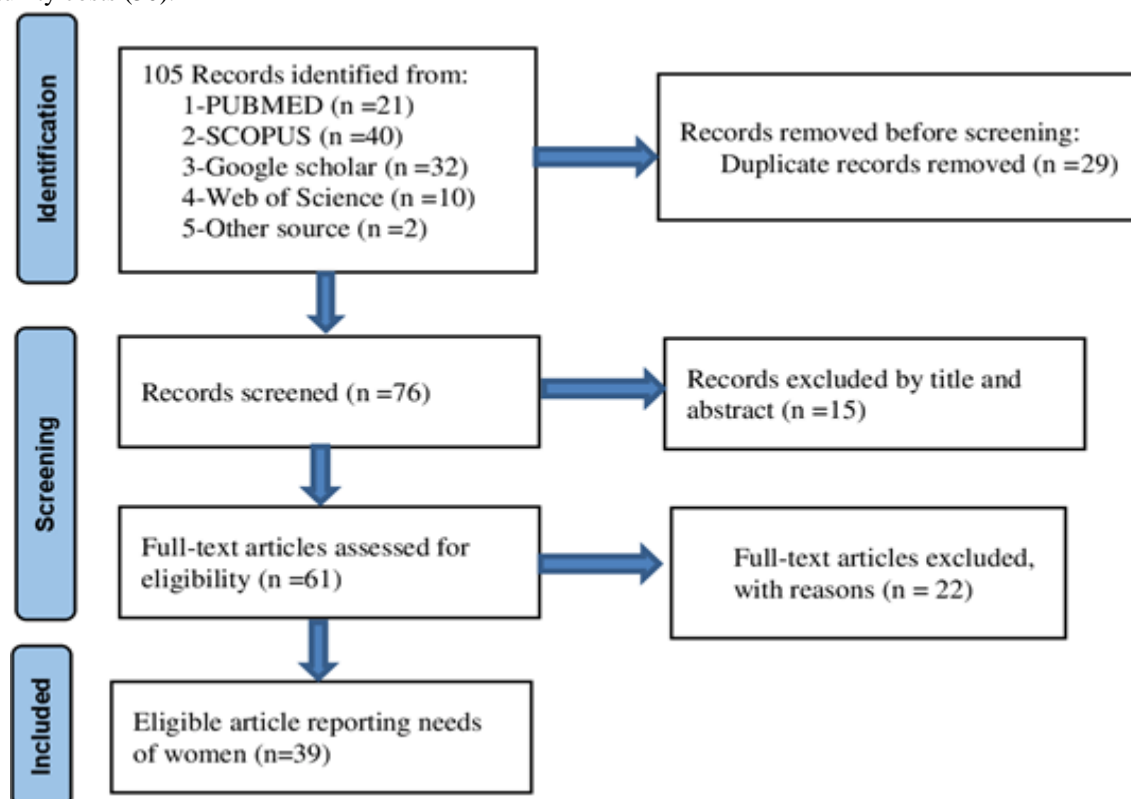 Identification
105 Records identified from:
1-PUBMED (n =21)
2-SCOPUS (n =40)
3-Google scholar (n =32)
4-Web of Science (n =10)
5-Other source (n =2)
Records removed before screening:
Duplicate records removed (n =29)
Screening
Records screened (n =76)
Records excluded by title and
abstract (n =15)
Full-text articles assessed for
eligibility (n =61)
Full-text articles excluded,
with reasons (n = 22)
Included
Eligible article reporting needs
of women (n=39)